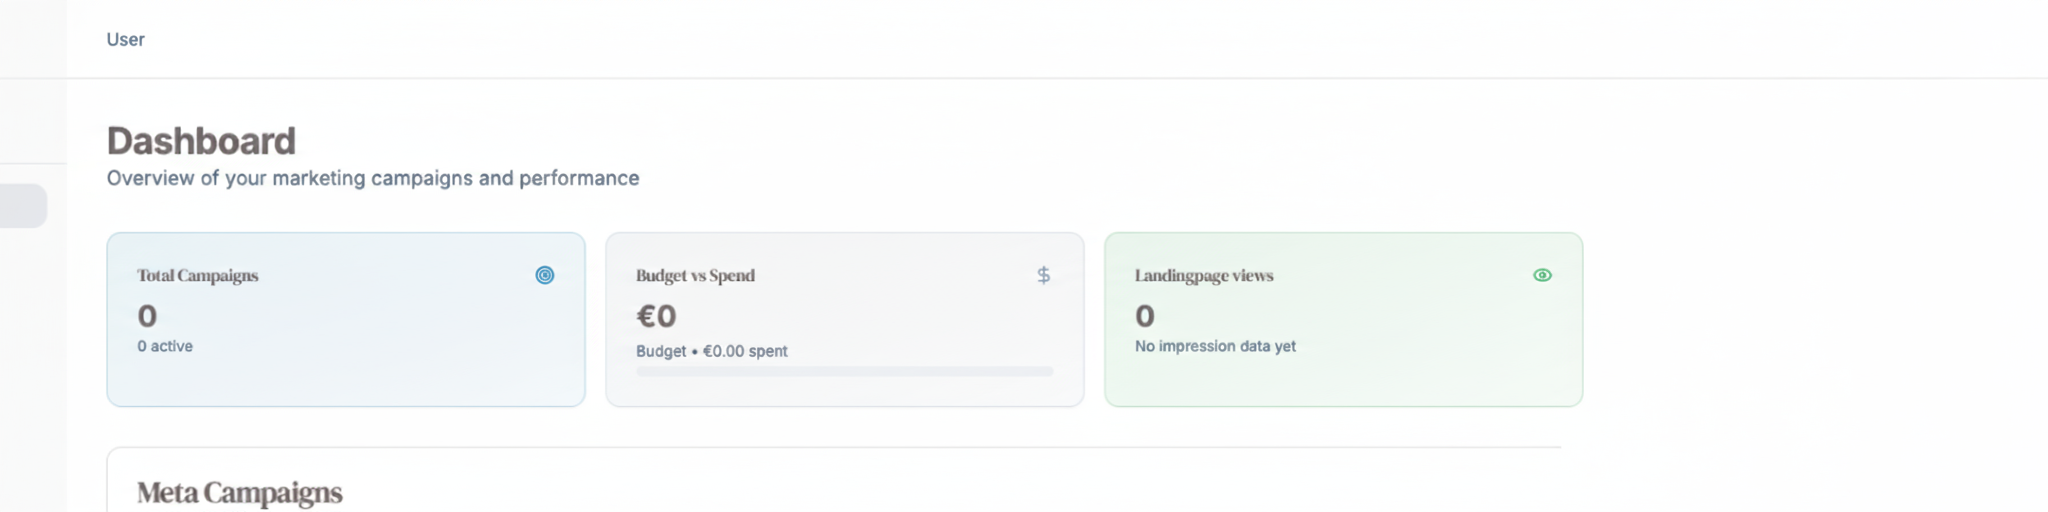 User
Dashboard
Overview of your marketing campaigns and performance
Total Campaigns
0
0 active
Budget vs Spend
$
€0
Budget • €0.00 spent
Landingpage views
0
No impression data yet
Meta Campaigns